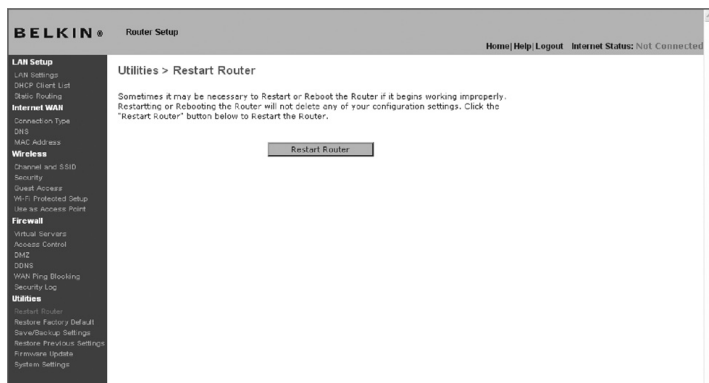 BELKIN®
Router Setup
Home|Help|Logout Internet Status: Not Connected
LAN Setup
LAN Settings
DHCP Client List
Static Routing
Internet WAN
Connection Type
DNS
MAC Address
Wireless
Channel and SSID
Security
Guest Access
Wi-Fi Protected Setup
Use as Access Point
Firewall
Virtual Servers
Access Control
DMZ
DDNS
WAN Ping Blocking
Security Log
Utilities
Restart Router
Restore Factory Default
Save/Backup Settings
Restore Previous Settings
Firmware Update
System Settings
Utilities > Restart Router
Sometimes it may be necessary to Restart or Reboot the Router if it begins working improperly.
Restartting or Rebooting the Router will not delete any of your configuration settings. Click the
"Restart Router" button below to Restart the Router.
Restart Router